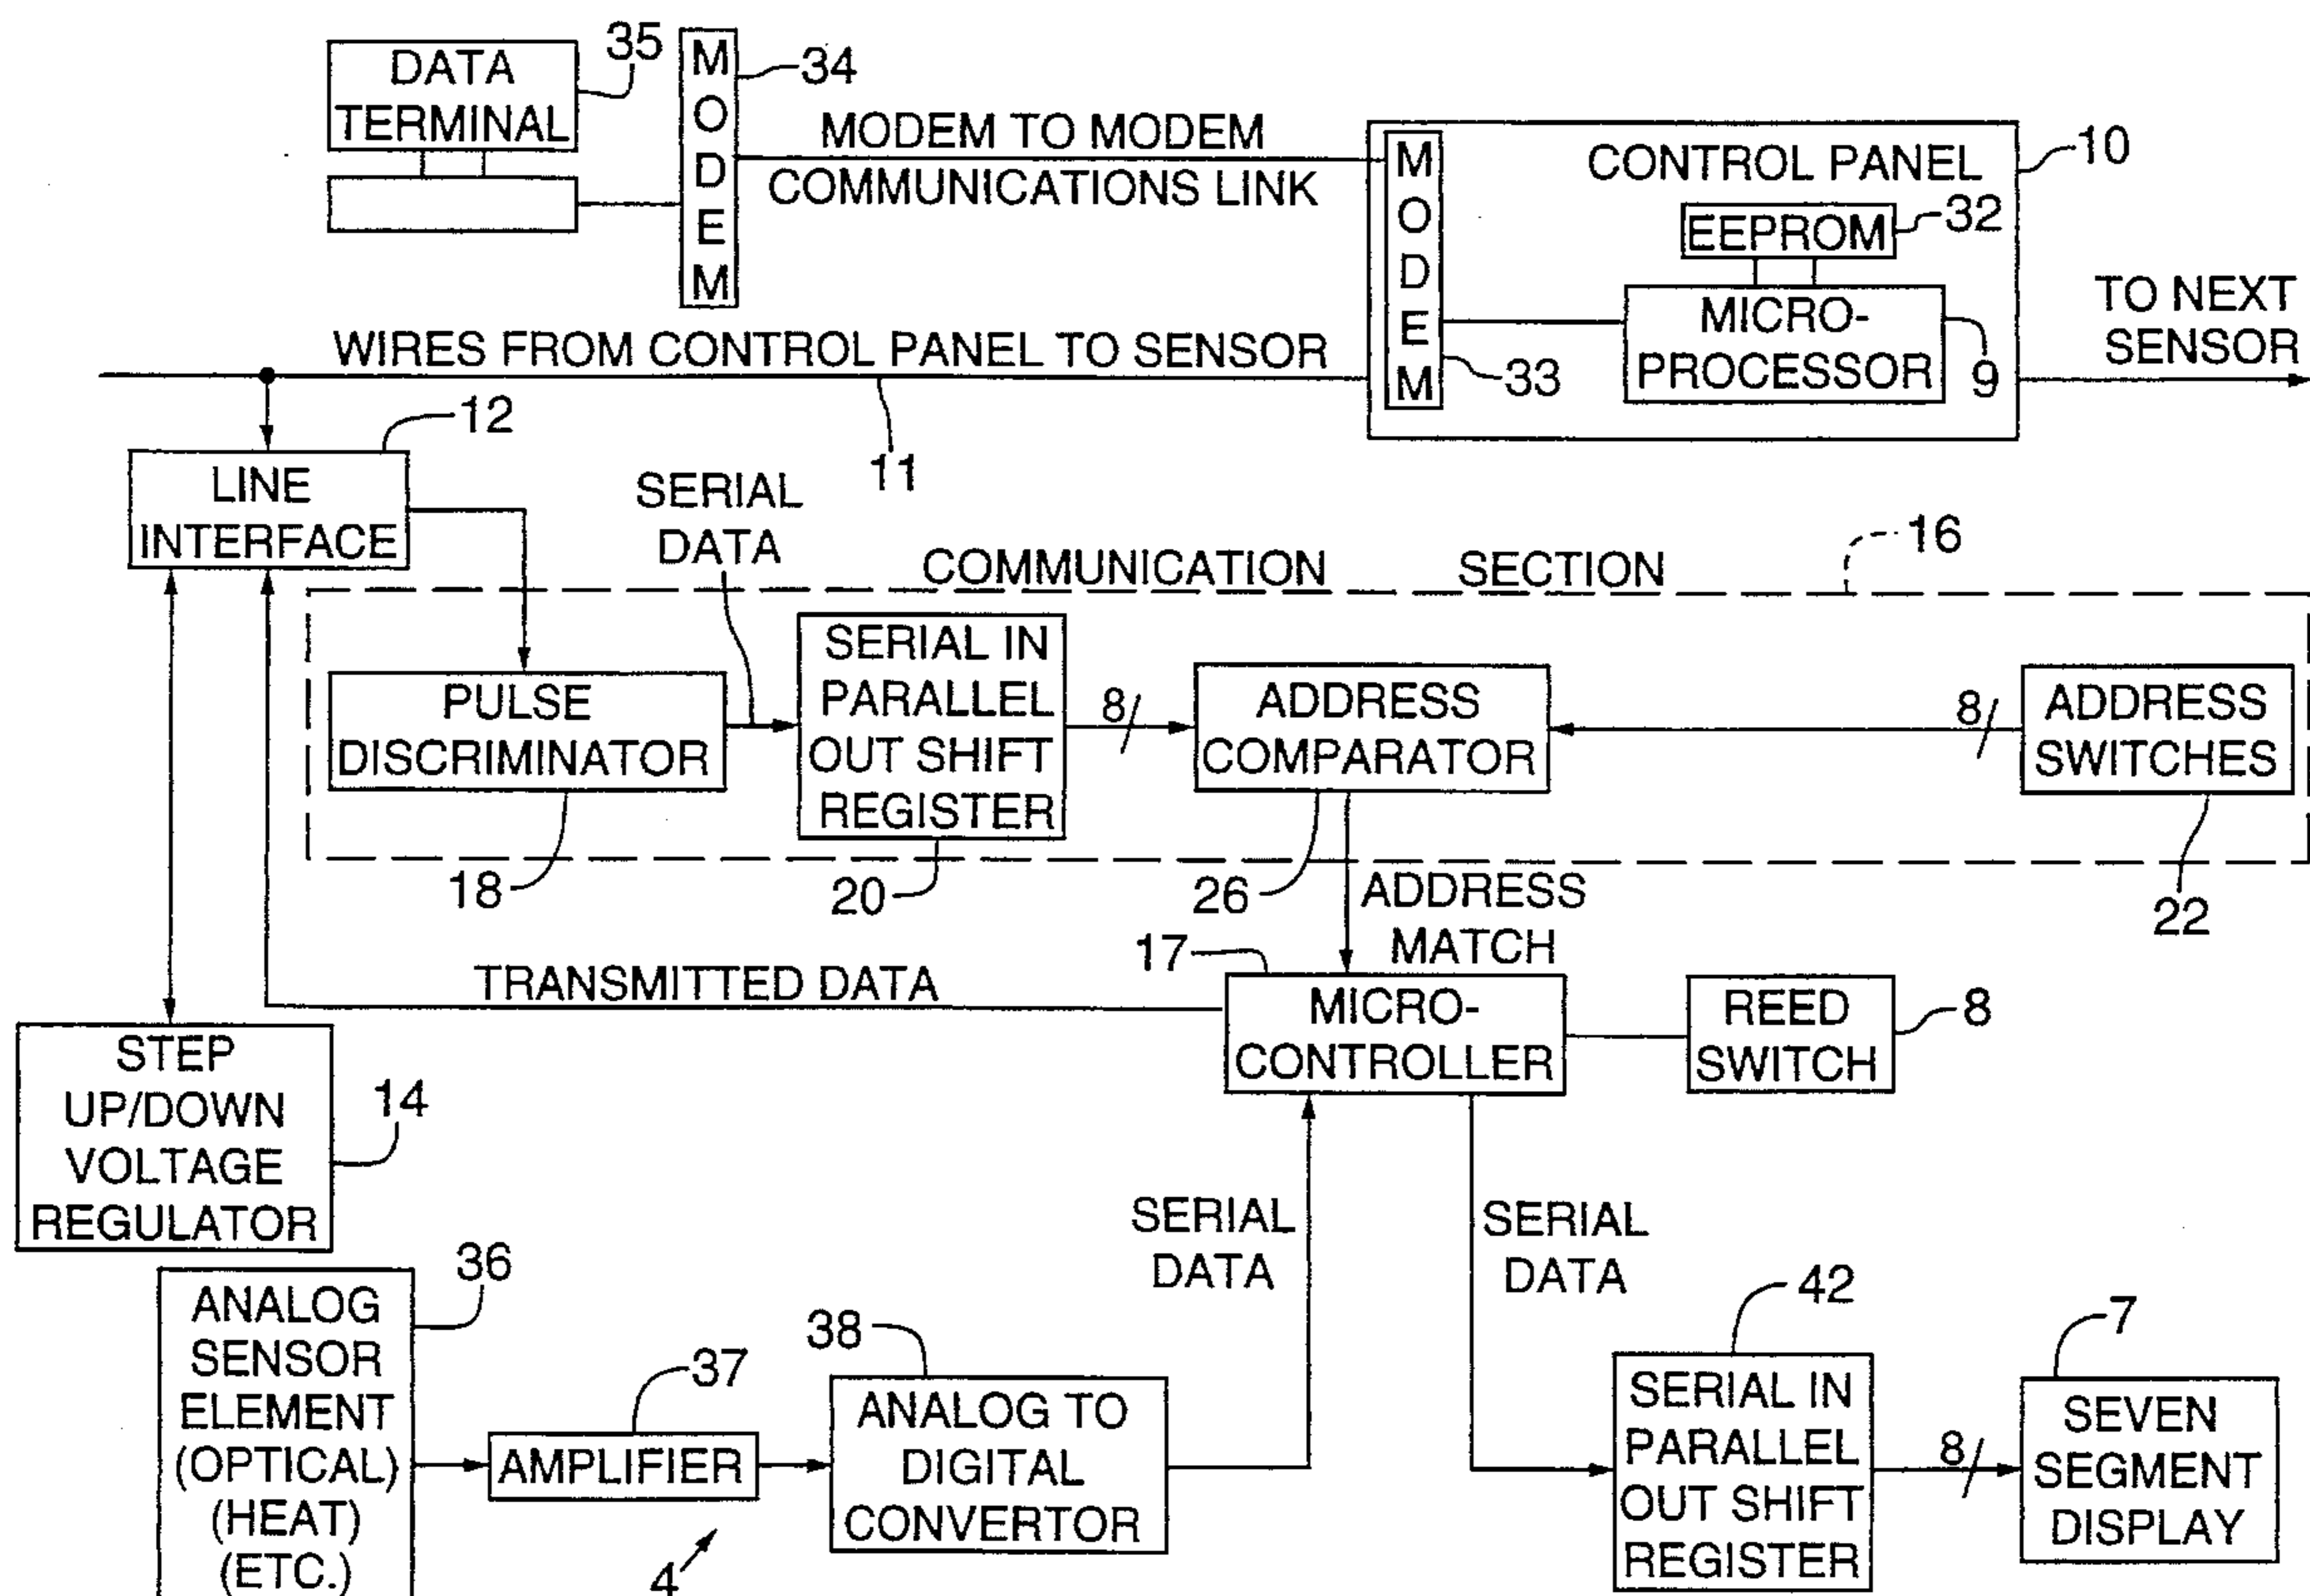 DATA
TERMINAL
35
MODEM
34
MODEM TO MODEM
COMMUNICATIONS LINK
MODEM
33
CONTROL PANEL
10
EEPROM
32
MICRO-
PROCESSOR
9
TO NEXT
SENSOR
WIRES FROM CONTROL PANEL TO SENSOR
11
LINE
INTERFACE
12
SERIAL
DATA
COMMUNICATION SECTION
16
PULSE
DISCRIMINATOR
18
SERIAL IN
PARALLEL
OUT SHIFT
REGISTER
20
8
ADDRESS
COMPARATOR
26
8
ADDRESS
SWITCHES
22
ADDRESS
MATCH
TRANSMITTED DATA
17
MICRO-
CONTROLLER
REED
SWITCH
8
STEP
UP/DOWN
VOLTAGE
REGULATOR
14
SERIAL
DATA
SERIAL
DATA
ANALOG
SENSOR
ELEMENT
(OPTICAL)
(HEAT)
(ETC.)
36
AMPLIFIER
37
ANALOG TO
DIGITAL
CONVERTOR
38
4
SERIAL IN
PARALLEL
OUT SHIFT
REGISTER
42
8
SEVEN
SEGMENT
DISPLAY
7